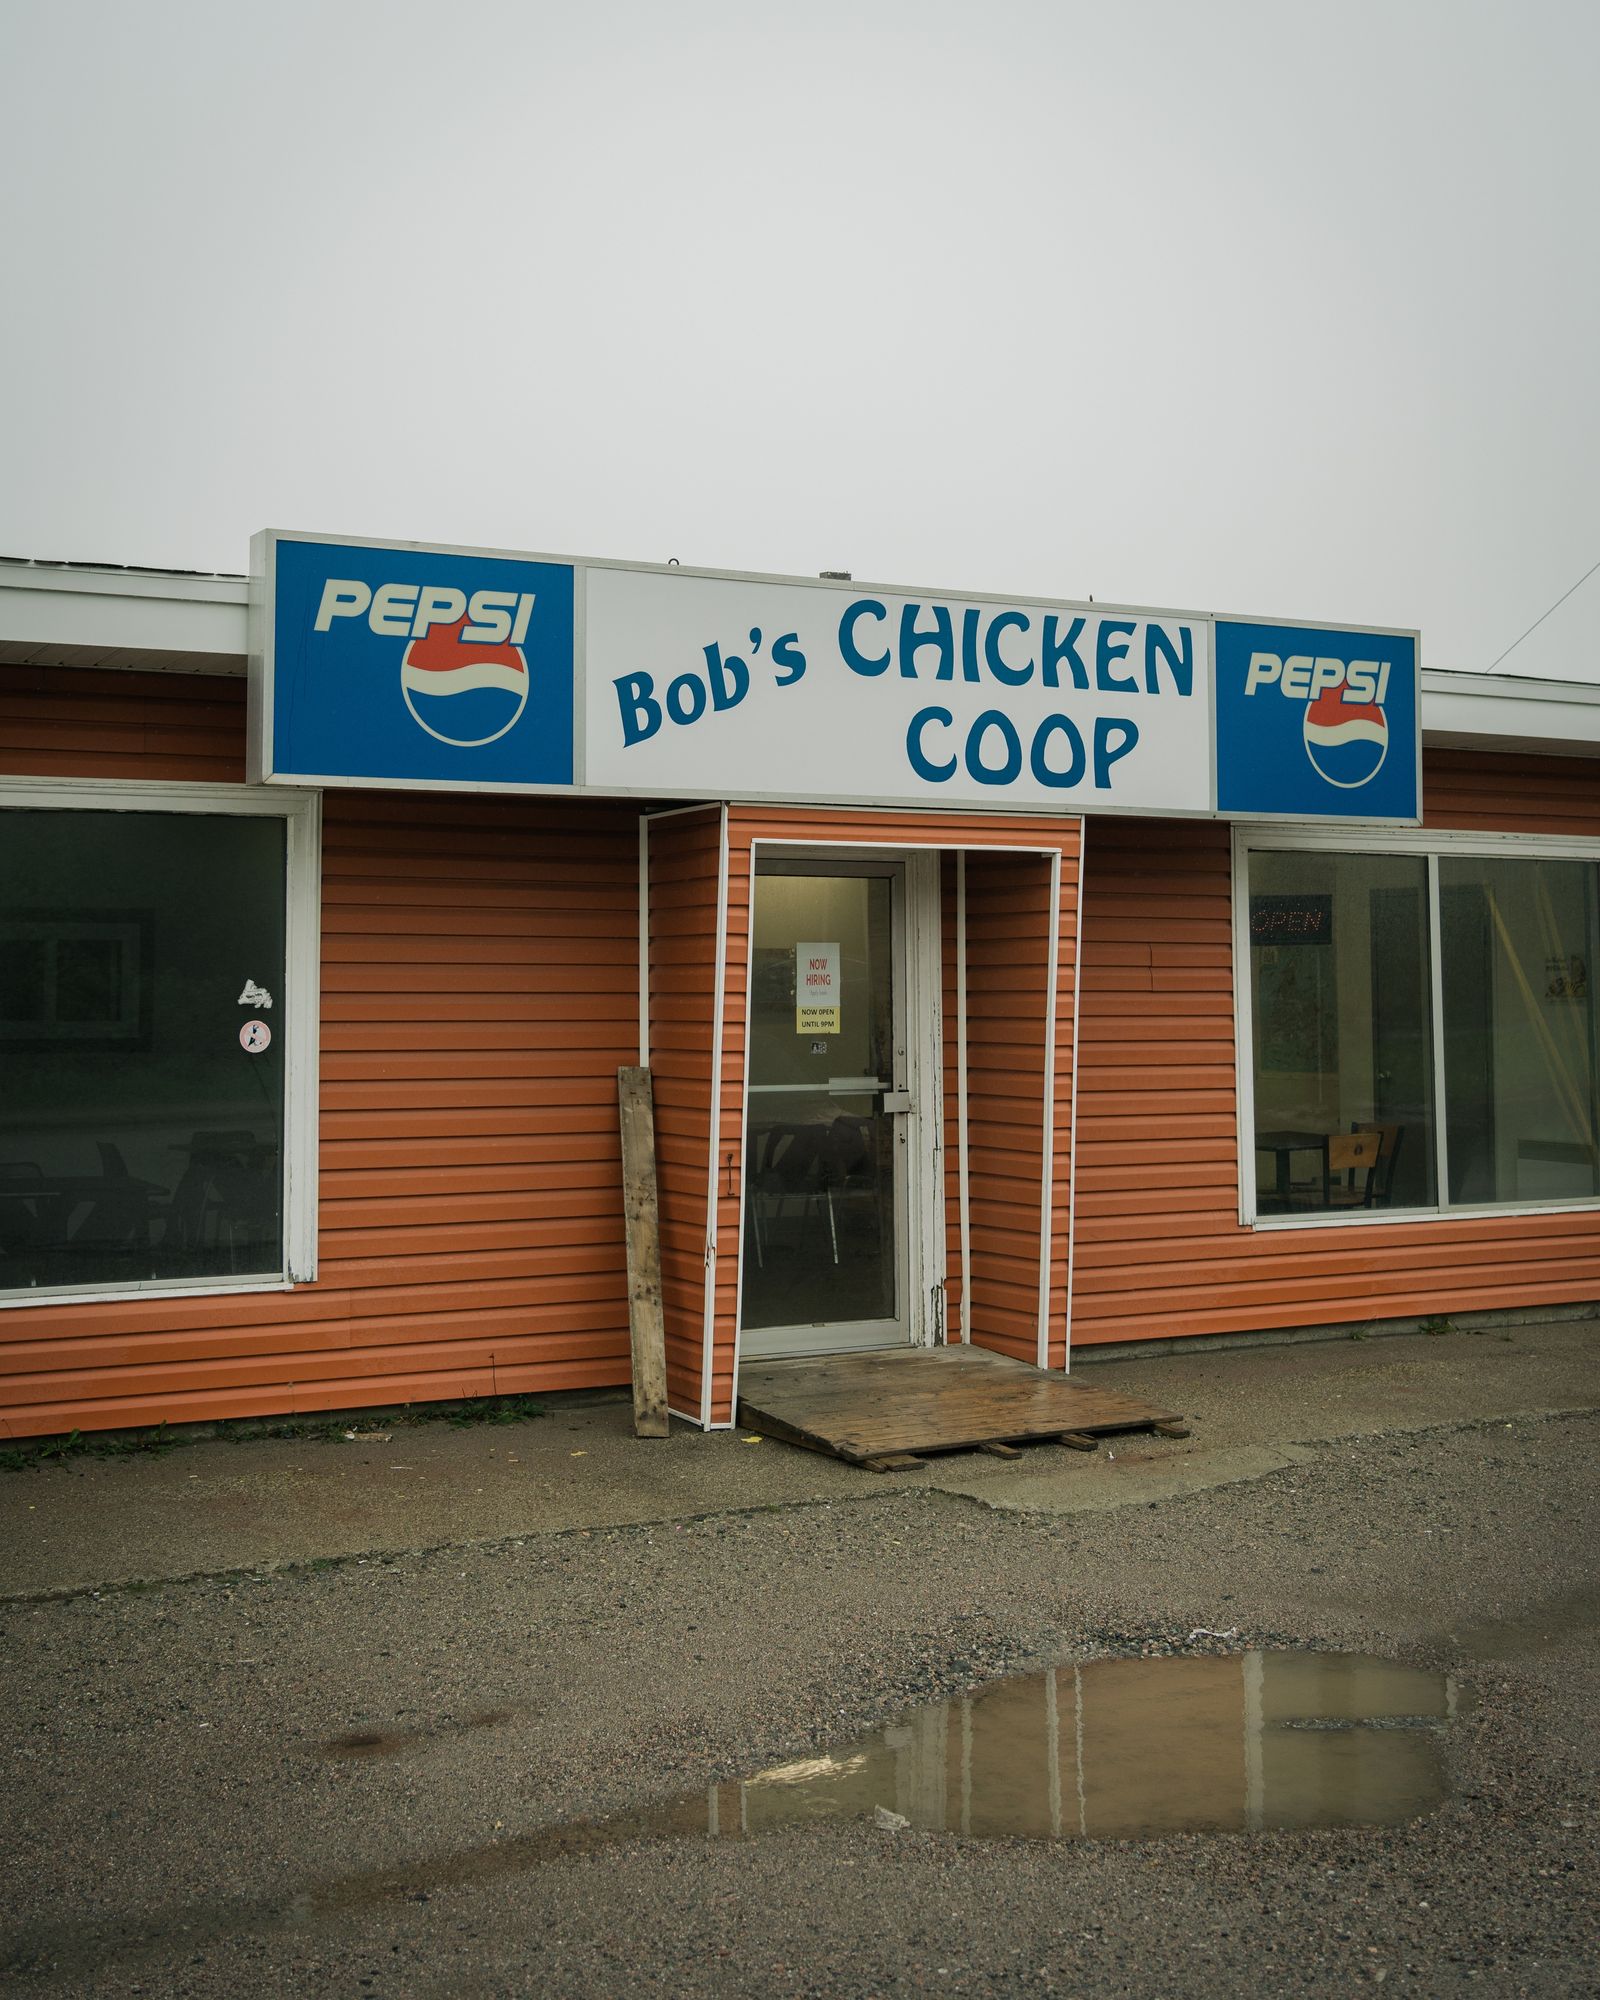 PEPSI
Bob's CHICKEN
COOP
PEPSI
OPEN
NOW
HIRING
NOW OPEN
UNTIL 9PM